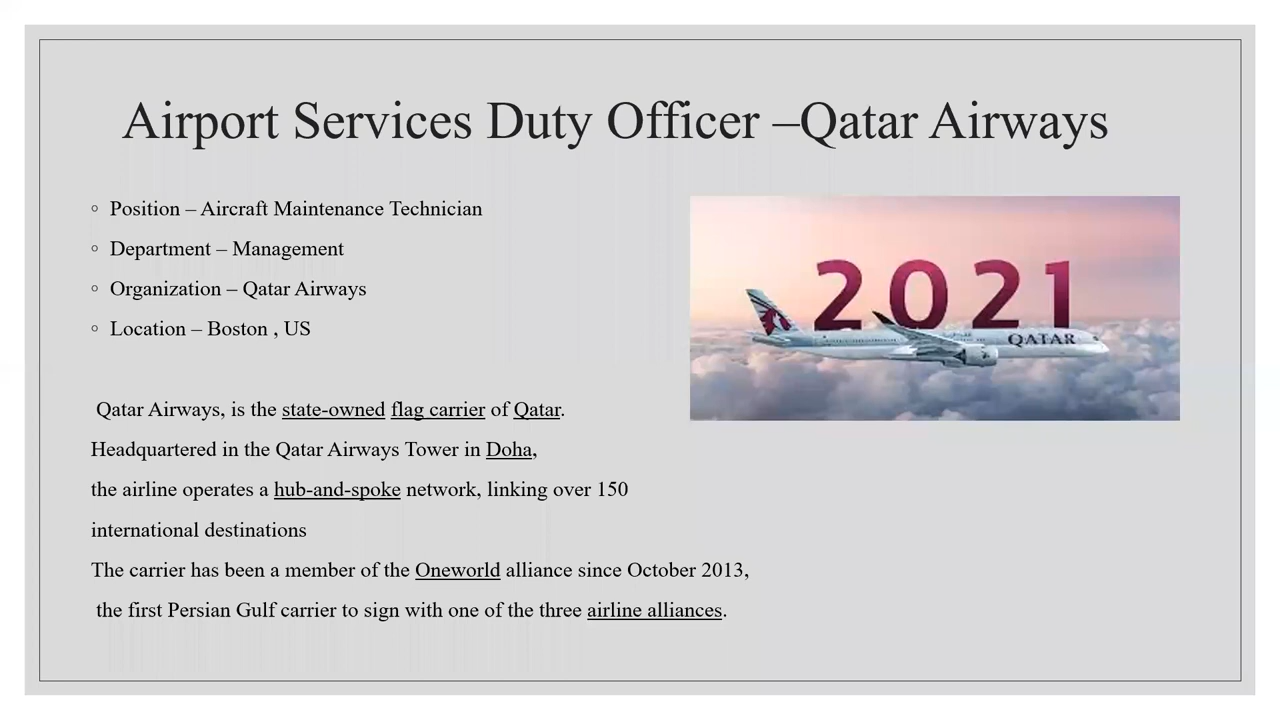 Airport Services Duty Officer –Qatar Airways
◦ Position – Aircraft Maintenance Technician
◦ Department – Management
◦ Organization – Qatar Airways
◦ Location – Boston , US
2021
QATAR
Qatar Airways, is the state-owned flag carrier of Qatar.
Headquartered in the Qatar Airways Tower in Doha,
the airline operates a hub-and-spoke network, linking over 150
international destinations
The carrier has been a member of the Oneworld alliance since October 2013,
the first Persian Gulf carrier to sign with one of the three airline alliances.